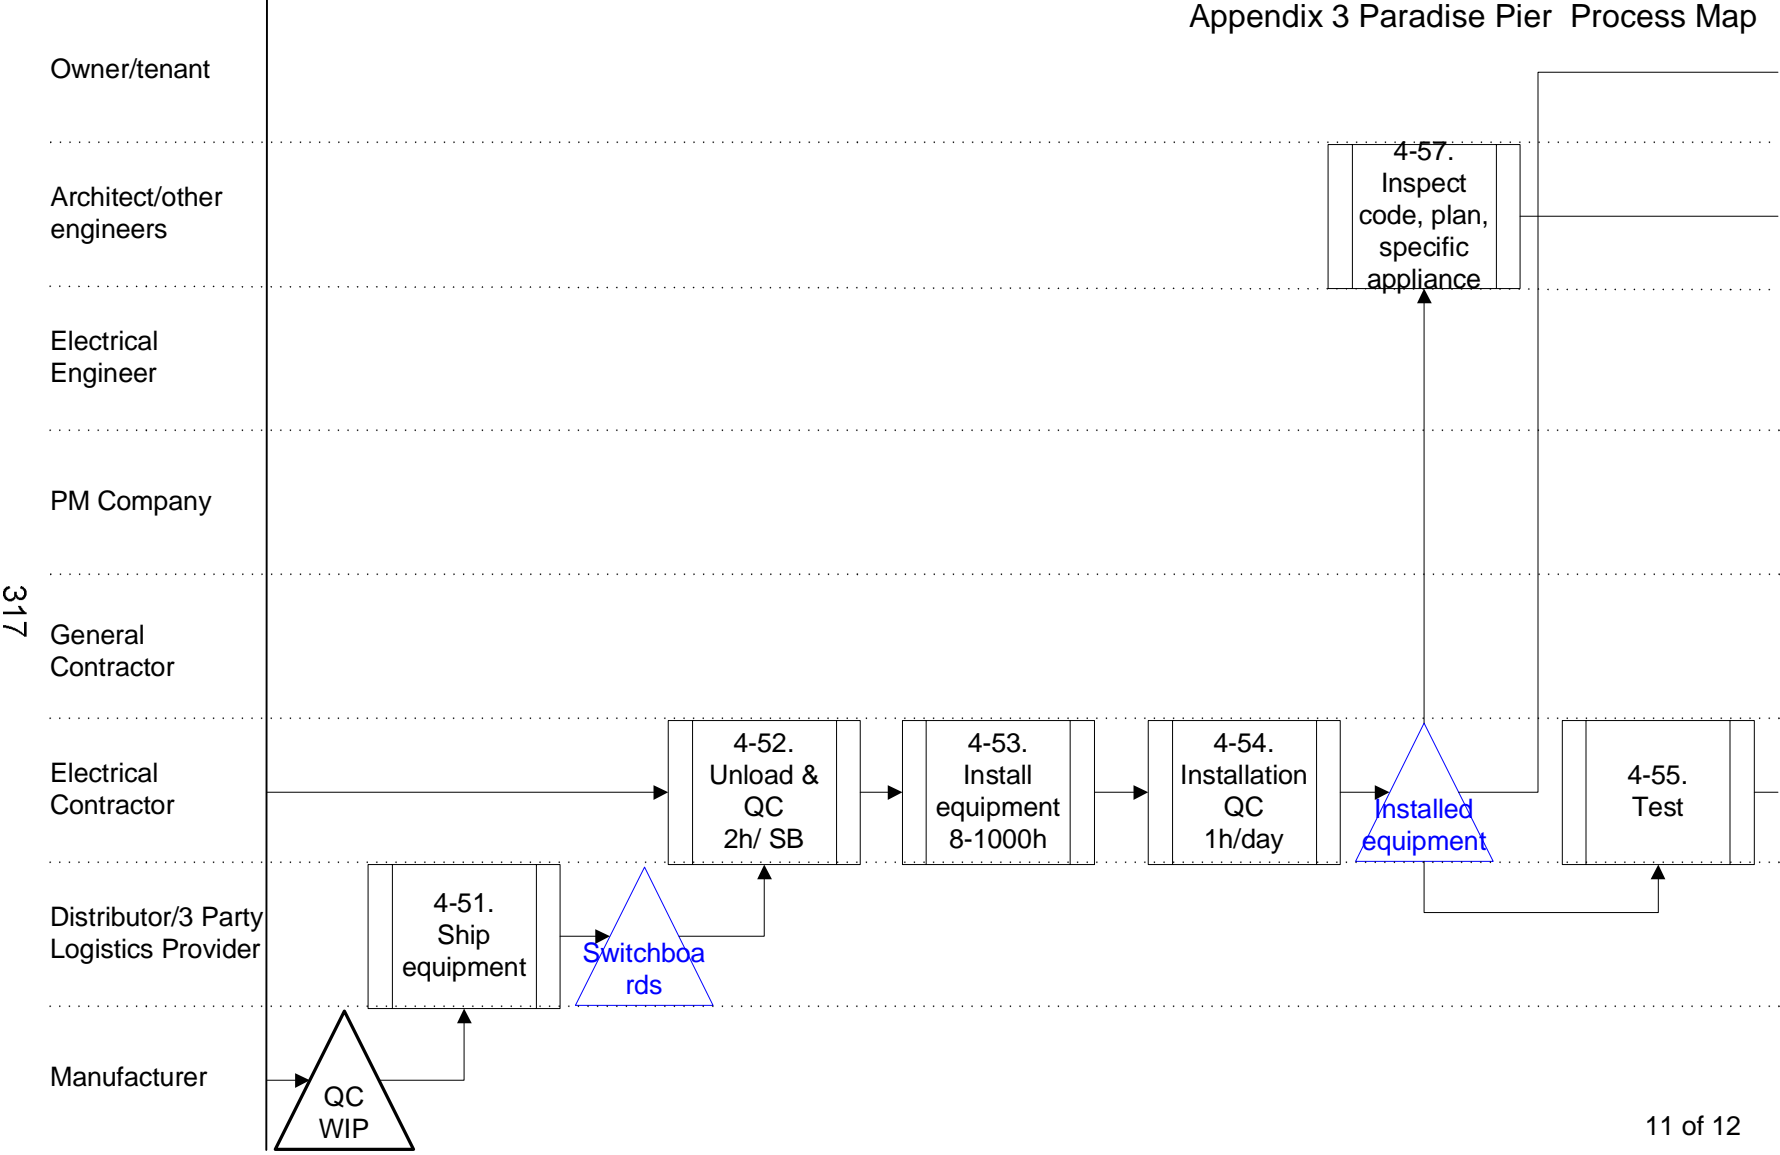 Appendix 3 Paradise Pier  Process Map
Owner/tenant
Architect/other
engineers
4-57.
Inspect
code, plan,
specific
appliance
Electrical
Engineer
PM Company
General
Contractor
317
Electrical
Contractor
4-52.
Unload &
QC
2h/ SB
4-53.
Install
equipment
8-1000h
4-54.
Installation
QC
1h/day
Installed
equipment
4-55.
Test
Distributor/3 Party
Logistics Provider
4-51.
Ship
equipment
Switchboa
rds
Manufacturer
QC
WIP
11 of 12